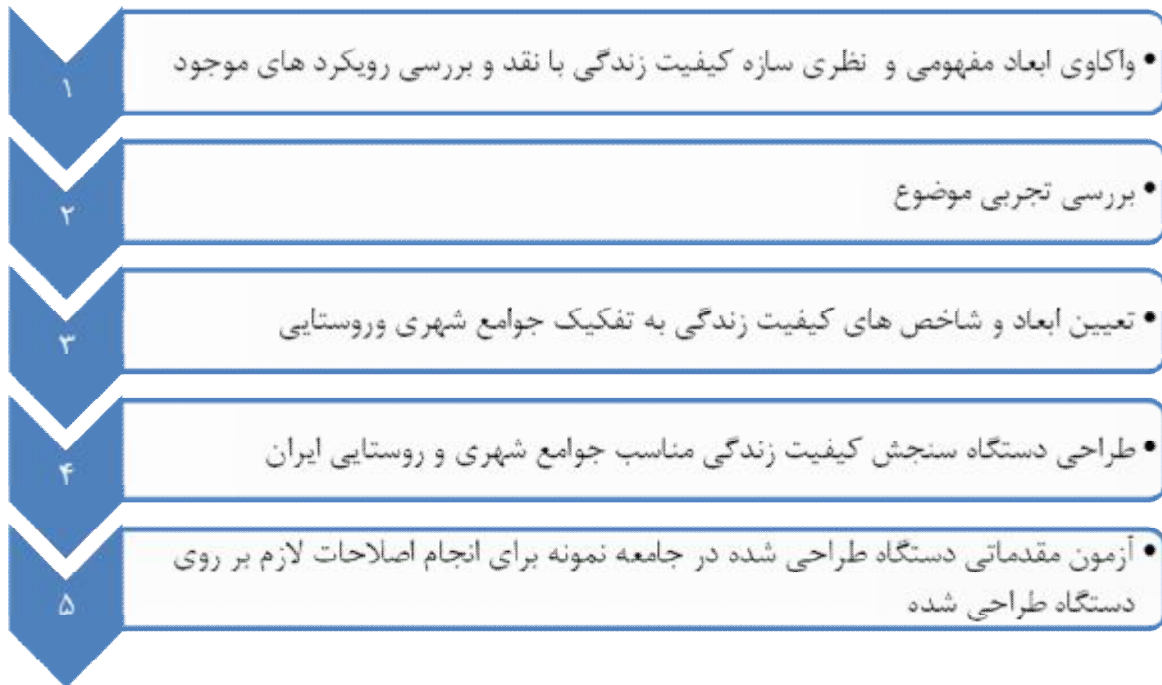 ۱
• واکاوی ابعاد مفهومی و نظری سازه کیفیت زندگی با نقد و بررسی رویکرد های موجود
۲
• بررسی تجربی موضوع
۳
• تعیین ابعاد و شاخص های کیفیت زندگی به تفکیک جوامع شهری وروستایی
۴
• طراحی دستگاه سنجش کیفیت زندگی مناسب جوامع شهری و روستایی ایران
۵
• آزمون مقدماتی دستگاه طراحی شده در جامعه نمونه برای انجام اصلاحات لازم بر روی
دستگاه طراحی شده